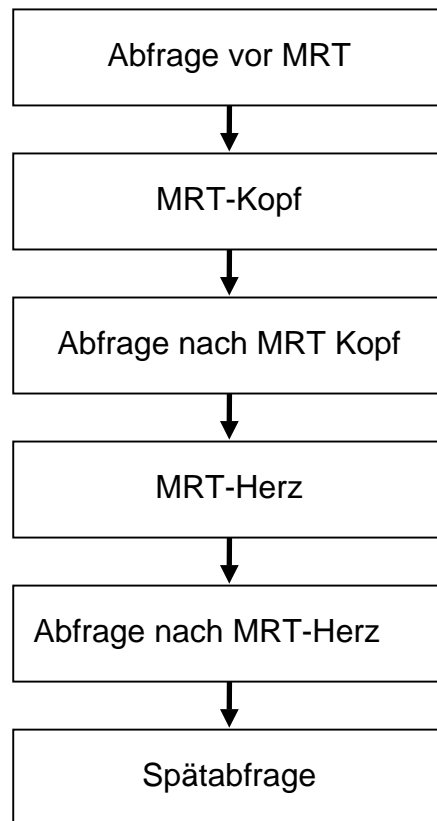 Abfrage vor MRT
MRT-Kopf
Abfrage nach MRT Kopf
MRT-Herz
Abfrage nach MRT-Herz
Spätabfrage